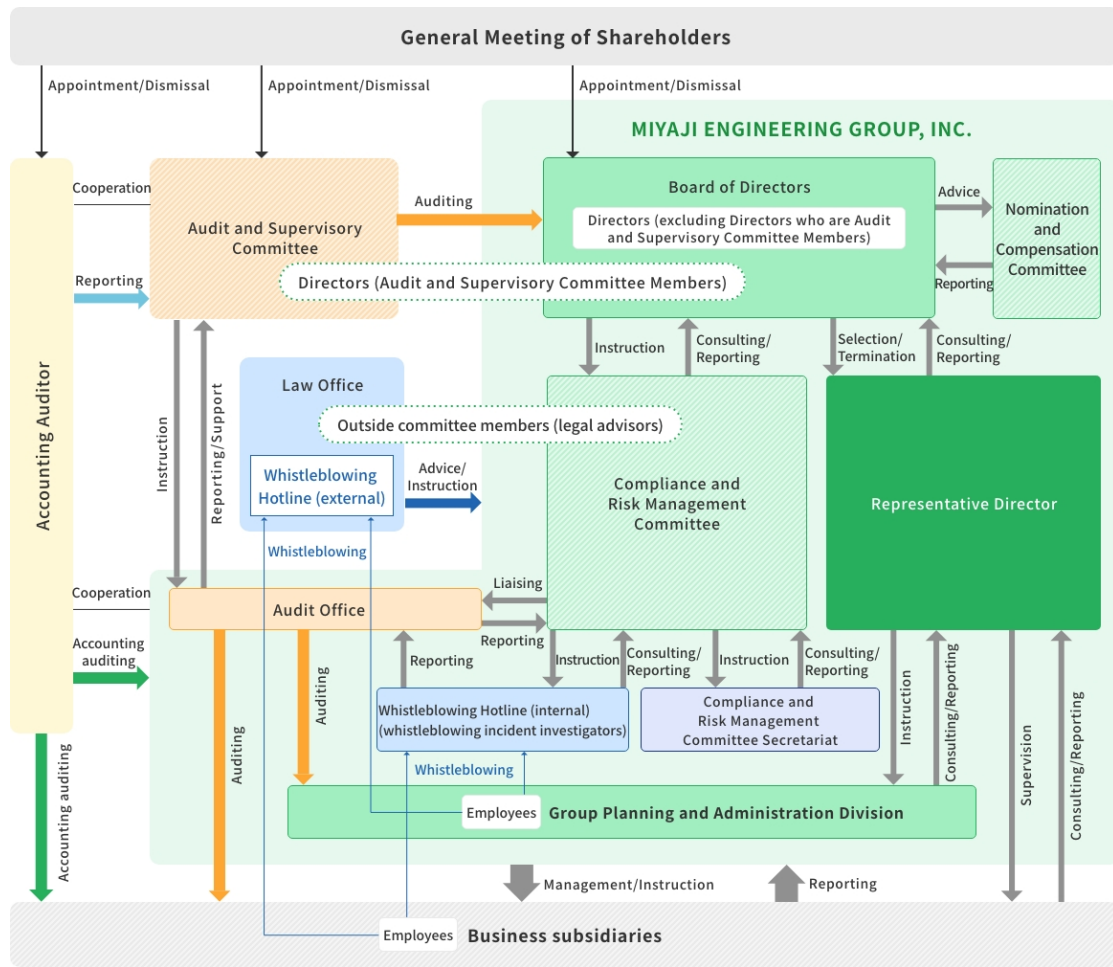 General Meeting of Shareholders
Appointment/Dismissal
Appointment/Dismissal
Appointment/Dismissal
MIYAJI ENGINEERING GROUP, INC.
Cooperation
Audit and Supervisory
Committee
Auditing
Board of Directors
Directors (excluding Directors who are Audit
and Supervisory Committee Members)
Advice
Nomination
and
Compensation
Committee
Reporting
Reporting
Directors (Audit and Supervisory Committee Members)
Accounting Auditor
Instruction
Reporting/Support
Instruction
Consulting/
Reporting
Selection/
Termination
Consulting/
Reporting
Law Office
Outside committee members (legal advisors)
Whistleblowing
Hotline (external)
Advice/
Instruction
Compliance and
Risk Management
Committee
Representative Director
Whistleblowing
Cooperation
Audit Office
Liaising
Reporting
Accounting
auditing
Reporting
Instruction
Consulting/
Reporting
Instruction
Consulting/
Reporting
Auditing
Auditing
Whistleblowing Hotline (internal)
(whistleblowing incident investigators)
Compliance and
Risk Management
Committee Secretariat
Instruction
Consulting/Reporting
Supervision
Consulting/Reporting
Whistleblowing
Accounting auditing
Employees
Group Planning and Administration Division
Management/Instruction
Reporting
Employees
Business subsidiaries